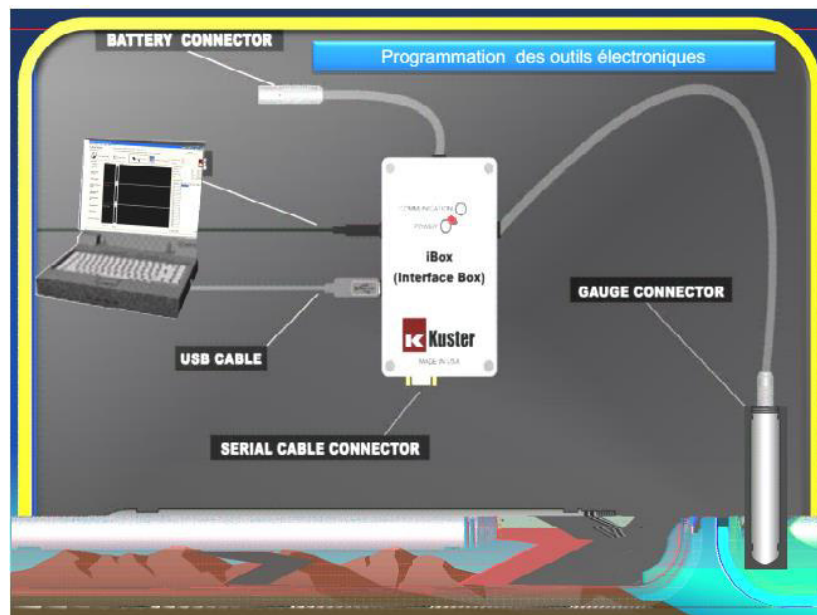 BATTERY CONNECTOR
Programmation des outils électroniques
COMMUNICATION
POWER
iBox
(Interface Box)
GAUGE CONNECTOR
K Kuster
MADE IN USA
USB CABLE
SERIAL CABLE CONNECTOR